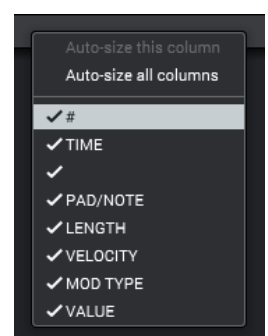 Auto-size this column
Auto-size all columns
#
TIME
PAD/NOTE
LENGTH
VELOCITY
MOD TYPE
VALUE